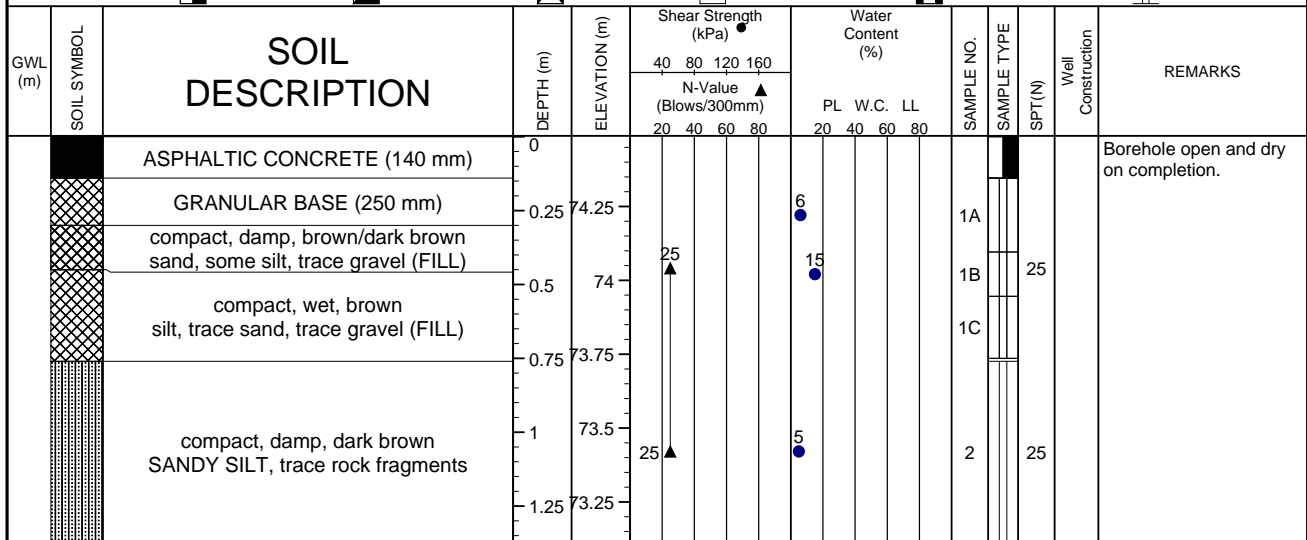 GWL
(m)
SOIL SYMBOL
SOIL
DESCRIPTION
DEPTH (m)
ELEVATION (m)
Shear Strength
(kPa)
40 80 120 160
N-Value
(Blows/300mm)
20 40 60 80
Water
Content
(%)
PL W.C. LL
20 40 60 80
SAMPLE NO.
SAMPLE TYPE
SPT(N)
Well
Construction
REMARKS
0
ASPHALTIC CONCRETE (140 mm)
Borehole open and dry
on completion.
GRANULAR BASE (250 mm)
0.25 74.25
6
1A
compact, damp, brown/dark brown
sand, some silt, trace gravel (FILL)
25
15
0.5
74
1B
25
compact, wet, brown
silt, trace sand, trace gravel (FILL)
1C
0.75 73.75
73.5
1
compact, damp, dark brown
SANDY SILT, trace rock fragments
25
5
2
25
1.25 73.25